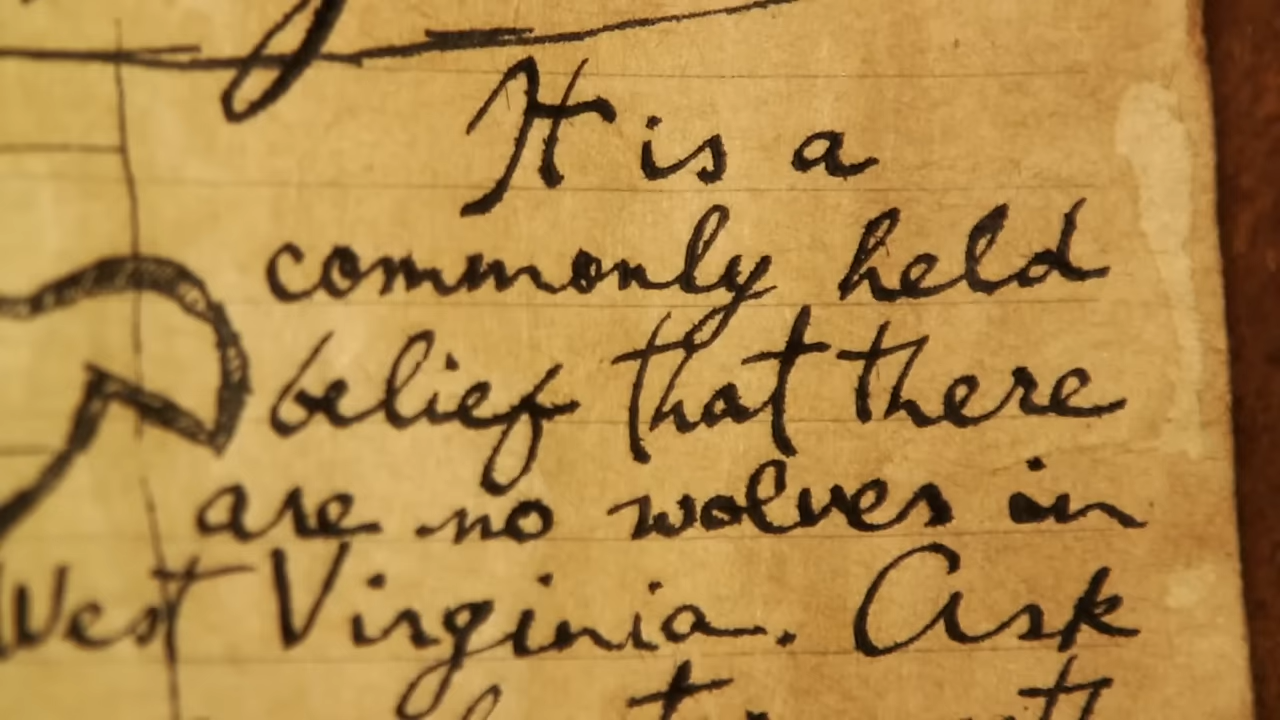 It is a
commonly held
belief that there
are no wolves in
West Virginia. Ask